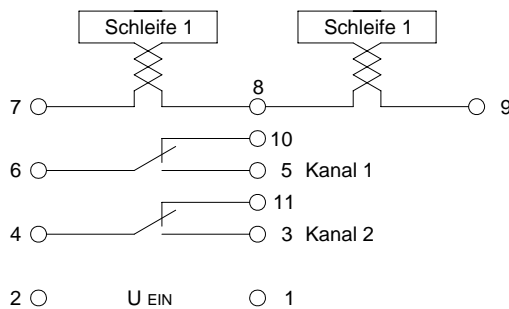 Schleife 1 Schleife 1
8
7 9
10
6 5 Kanal 1
11
4 3 Kanal 2
2 U EIN 1